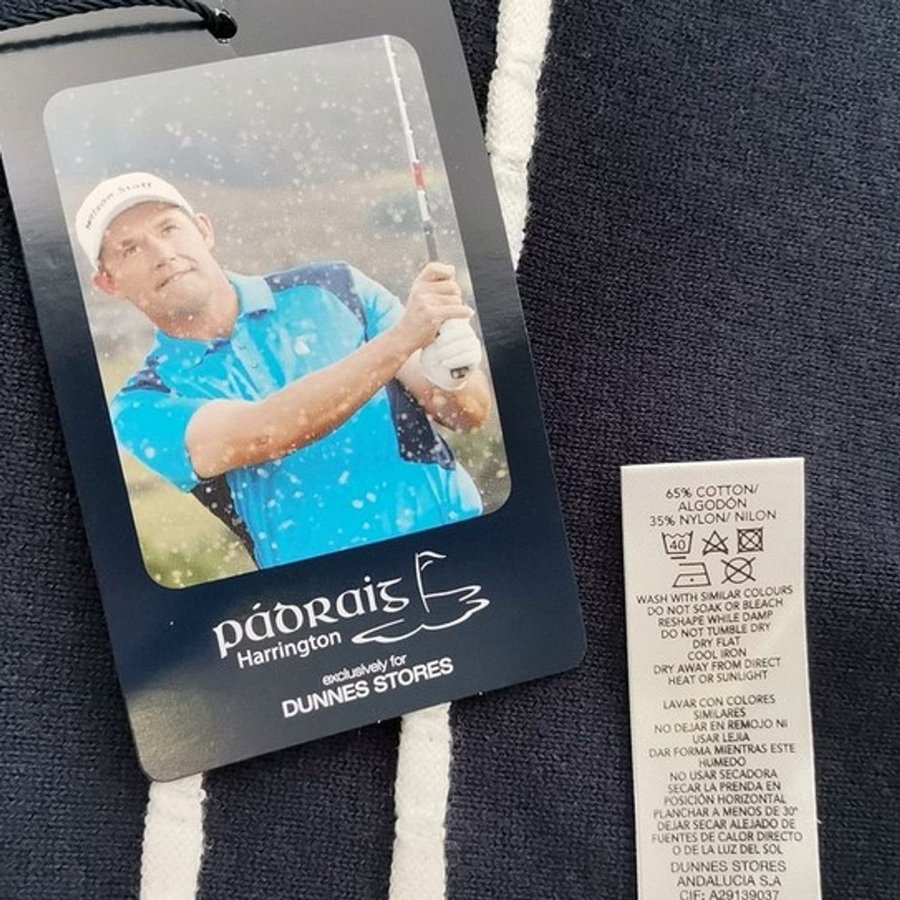 Wilson Staff
Pádraig
Harrington
exclusively for
DUNNES STORES
65% COTTON/
ALGODÓN
35% NYLON/ NILON
40
WASH WITH SIMILAR COLOURS
DO NOT SOAK OR BLEACH
RESHAPE WHILE DAMP
DO NOT TUMBLE DRY
DRY FLAT
COOL IRON
DRY AWAY FROM DIRECT
HEAT OR SUNLIGHT
LAVAR CON COLORES
SIMILARES
NO DEJAR EN REMOJO NI
USAR LEJIA
DAR FORMA MIENTRAS ESTE
HUMEDO
NO USAR SECADORA
SECAR LA PRENDA EN
POSICIÓN HORIZONTAL
PLANCHAR A MENOS DE 30°
DEJAR SECAR ALEJADO DE
FUENTES DE CALOR DIRECTO
O DE LA LUZ DEL SOL
DUNNES STORES
ANDALUCIA S.A
CIF: A29139037